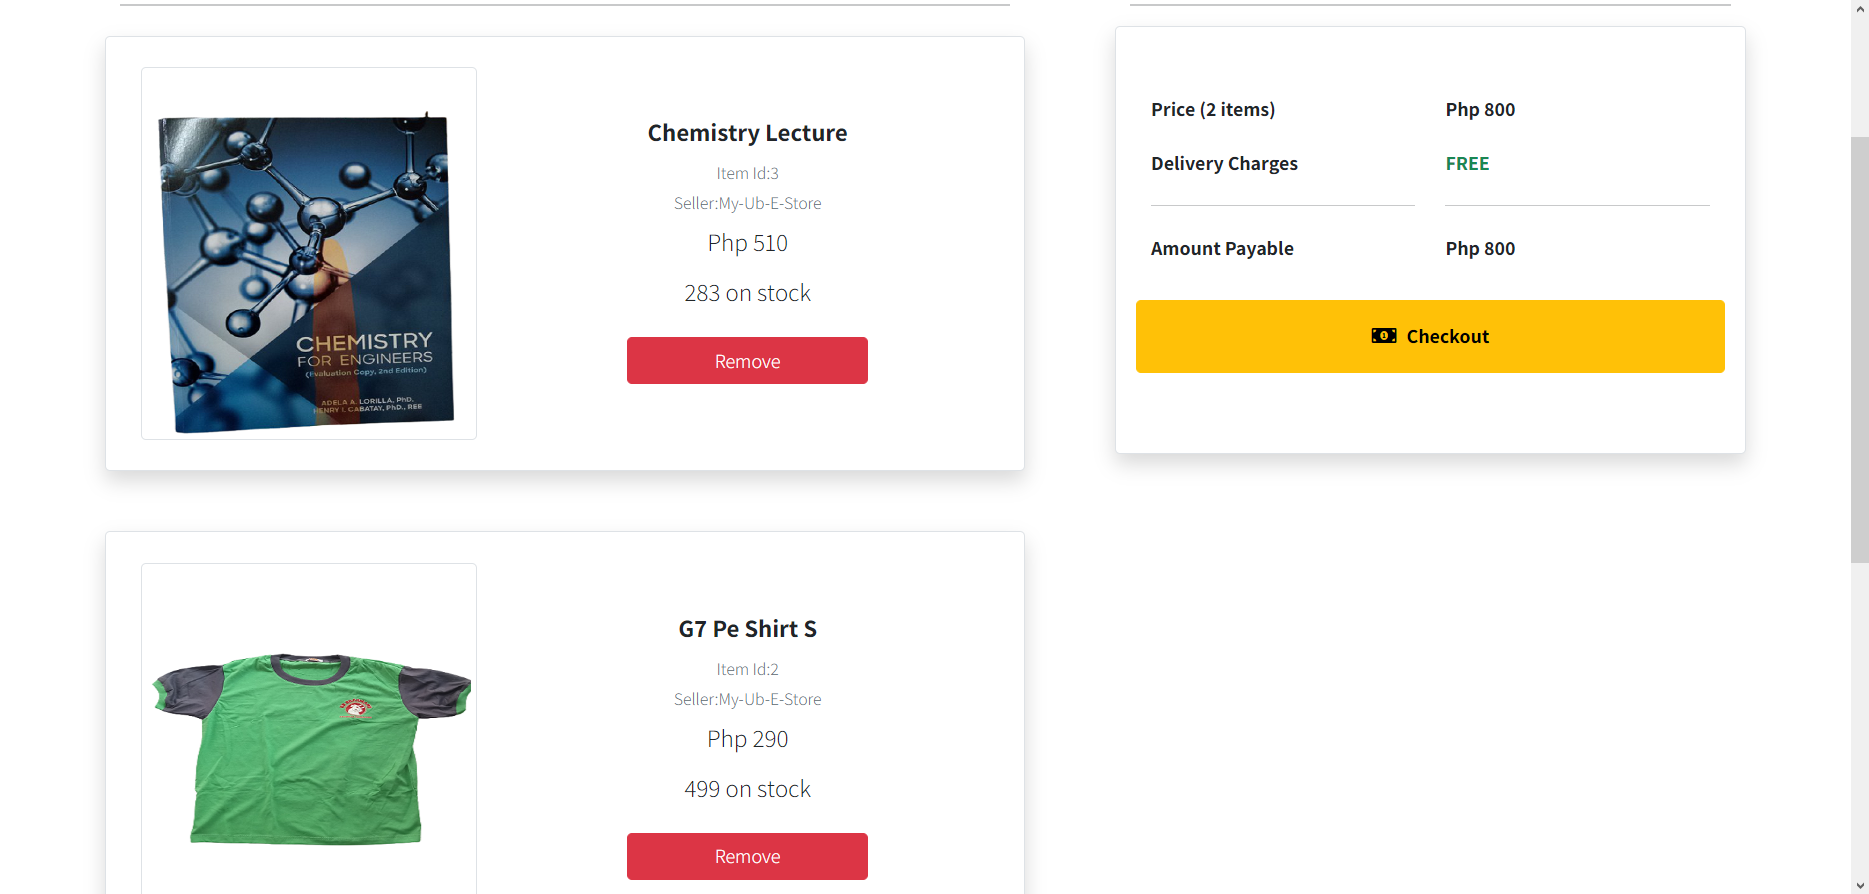 Chemistry Lecture
Item Id:3
Seller:My-Ub-E-Store
Php 510
283 on stock
Remove
CHEMISTRY
FOR ENGINEERS
(Evaluation Copy, 2nd Edition)
ADELA A. LORILLA, PhD.
HENRY I. CABATAY, PhD., REE
G7 Pe Shirt S
Item Id:2
Seller:My-Ub-E-Store
Php 290
499 on stock
Remove
Price (2 items) Php 800
Delivery Charges FREE
Amount Payable Php 800
Checkout